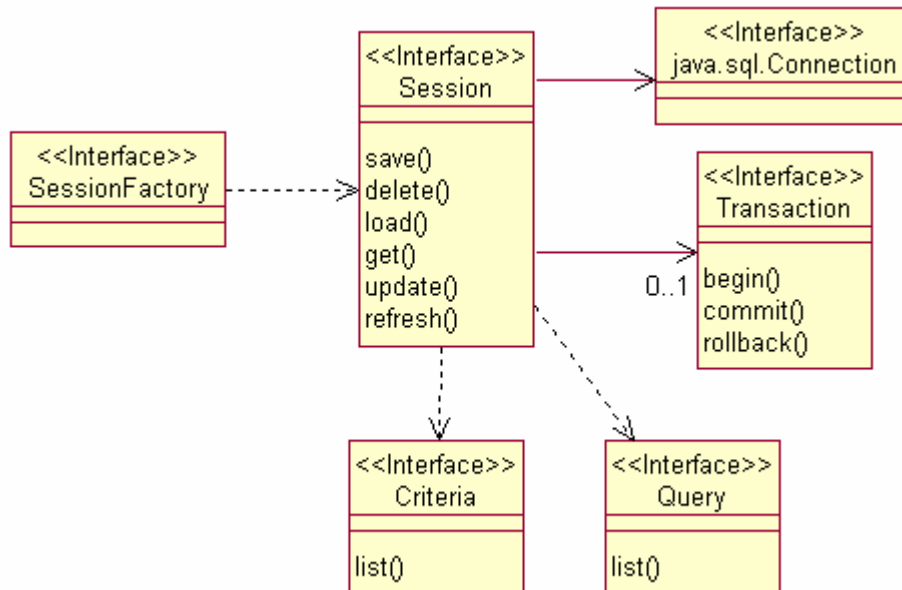 <<Interface>>
SessionFactory
<<Interface>>
Session
save()
delete()
load()
get()
update()
refresh()
<<Interface>>
java.sql.Connection
<<Interface>>
Transaction
begin()
commit()
rollback()
0..1
<<Interface>>
Criteria
list()
<<Interface>>
Query
list()